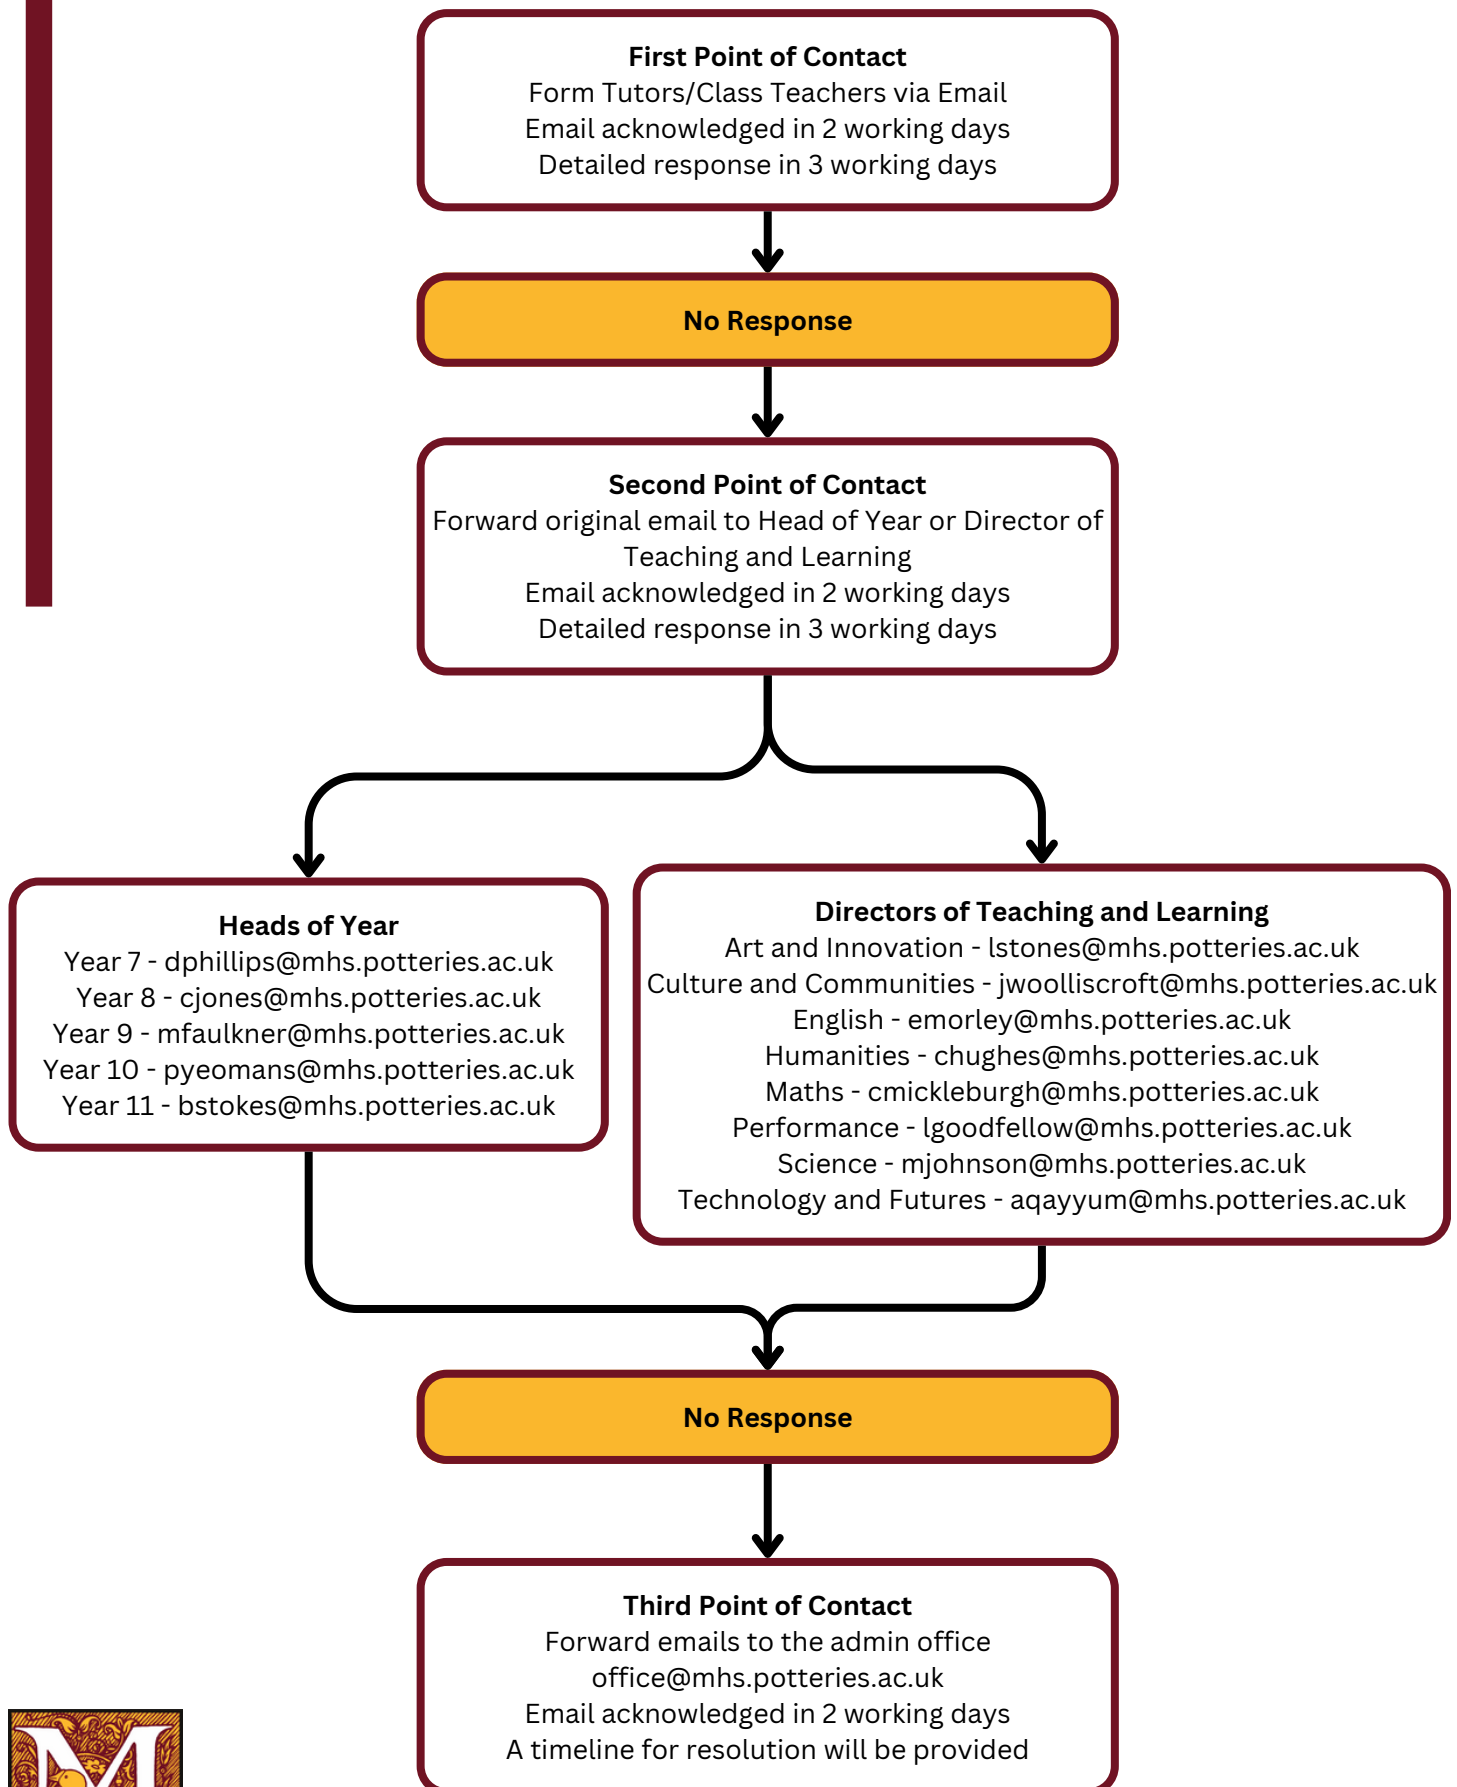 First Point of Contact
Form Tutors/Class Teachers via Email
Email acknowledged in 2 working days
Detailed response in 3 working days
No Response
Second Point of Contact
Forward original email to Head of Year or Director of
Teaching and Learning
Email acknowledged in 2 working days
Detailed response in 3 working days
Heads of Year
Year 7 - dphillips@mhs.potteries.ac.uk
Year 8 - cjones@mhs.potteries.ac.uk
Year 9 - mfaulkner@mhs.potteries.ac.uk
Year 10 - pyeomans@mhs.potteries.ac.uk
Year 11 - bstokes@mhs.potteries.ac.uk
Directors of Teaching and Learning
Art and Innovation - lstones@mhs.potteries.ac.uk
Culture and Communities - jwoolliscroft@mhs.potteries.ac.uk
English - emorley@mhs.potteries.ac.uk
Humanities - chughes@mhs.potteries.ac.uk
Maths - cmickleburgh@mhs.potteries.ac.uk
Performance - lgoodfellow@mhs.potteries.ac.uk
Science - mjohnson@mhs.potteries.ac.uk
Technology and Futures - aqayyum@mhs.potteries.ac.uk
No Response
Third Point of Contact
Forward emails to the admin office
office@mhs.potteries.ac.uk
Email acknowledged in 2 working days
A timeline for resolution will be provided
M